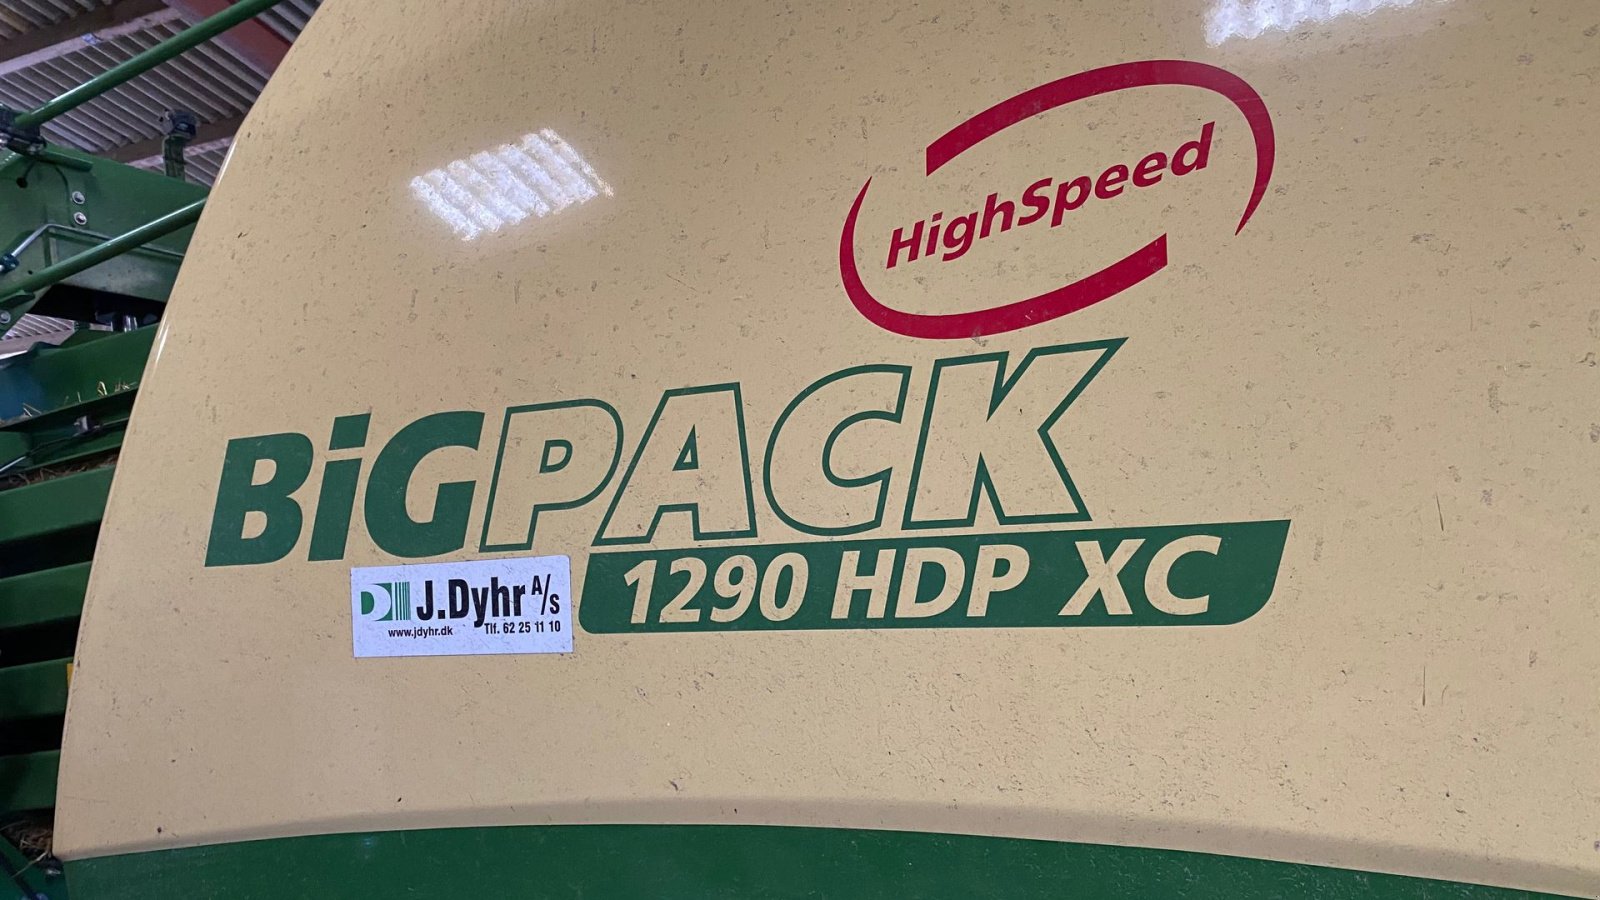 HighSpeed
BiGPACK
1290 HDP XC
J.Dyhr A/s
www.jdyhr.dk Tlf. 62 25 11 10